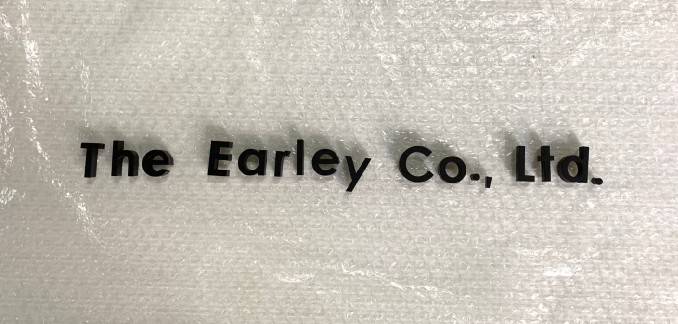 The Earley Co., Ltd.